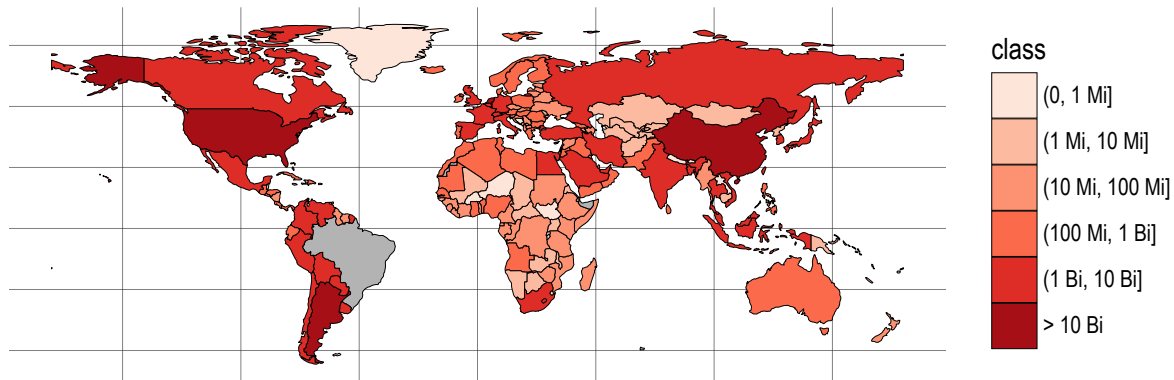 class
(0, 1 Mi]
(1 Mi, 10 Mi]
(10 Mi, 100 Mi]
(100 Mi, 1 Bi]
(1 Bi, 10 Bi]
> 10 Bi